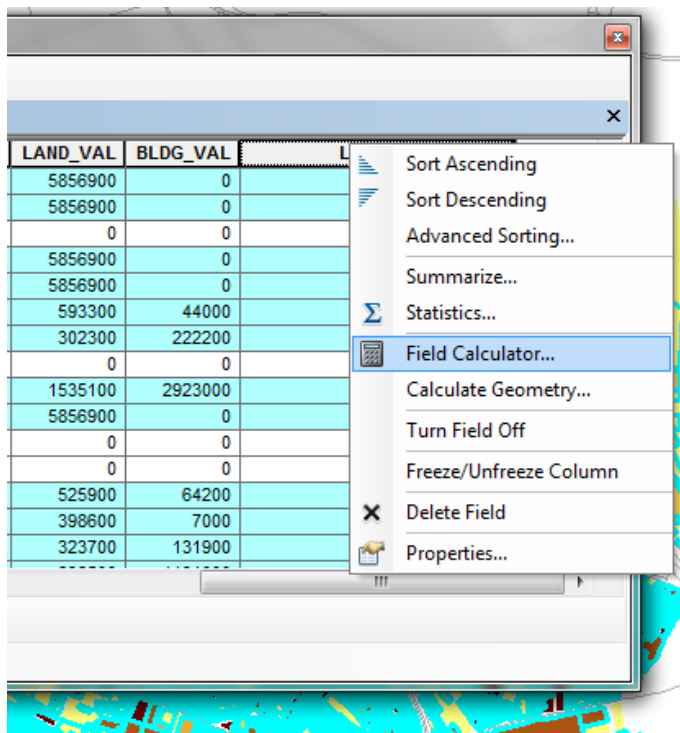 LAND_VAL BLDG_VAL L
5856900 0
5856900 0
0 0
5856900 0
5856900 0
593300 44000
302300 222200
0 0
1535100 2923000
5856900 0
0 0
0 0
525900 64200
398600 7000
323700 131900
Sort Ascending
Sort Descending
Advanced Sorting...
Summarize...
Σ Statistics...
Field Calculator...
Calculate Geometry...
Turn Field Off
Freeze/Unfreeze Column
Delete Field
Properties...